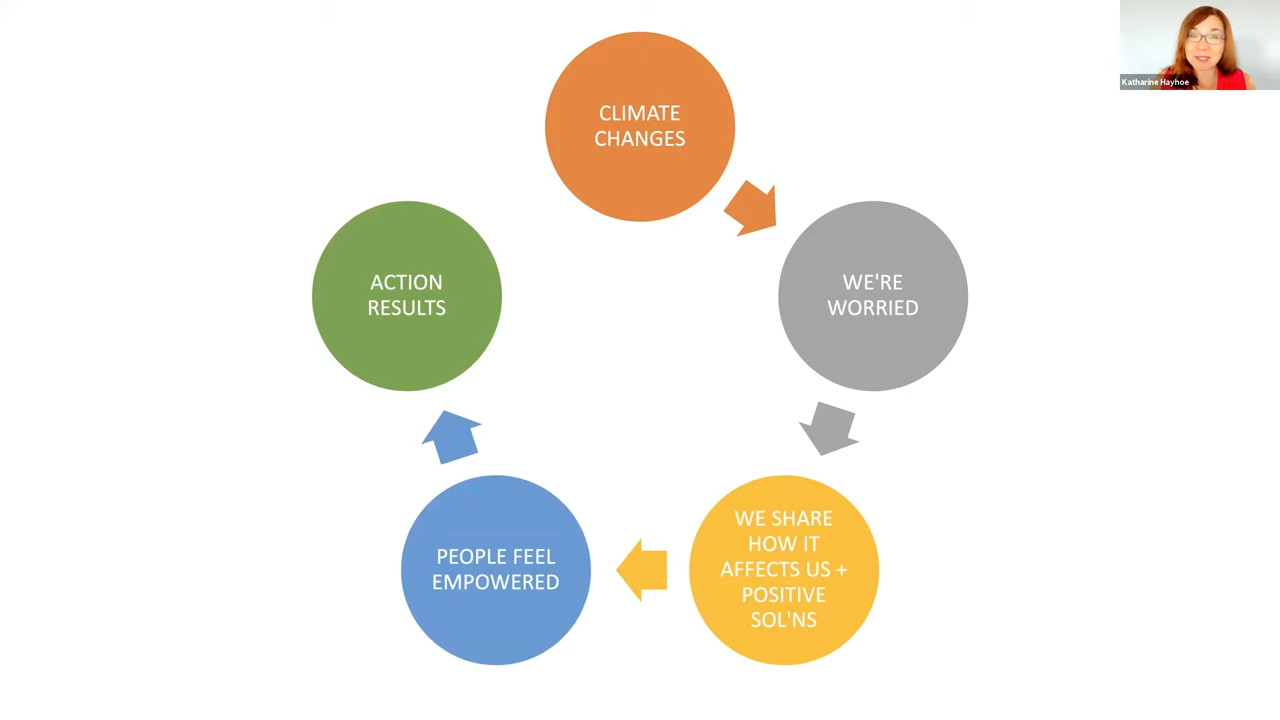 CLIMATE
CHANGES
WE'RE
WORRIED
WE SHARE
HOW IT
AFFECTS US +
POSITIVE
SOL'NS
PEOPLE FEEL
EMPOWERED
ACTION
RESULTS
Katharine Hayhoe